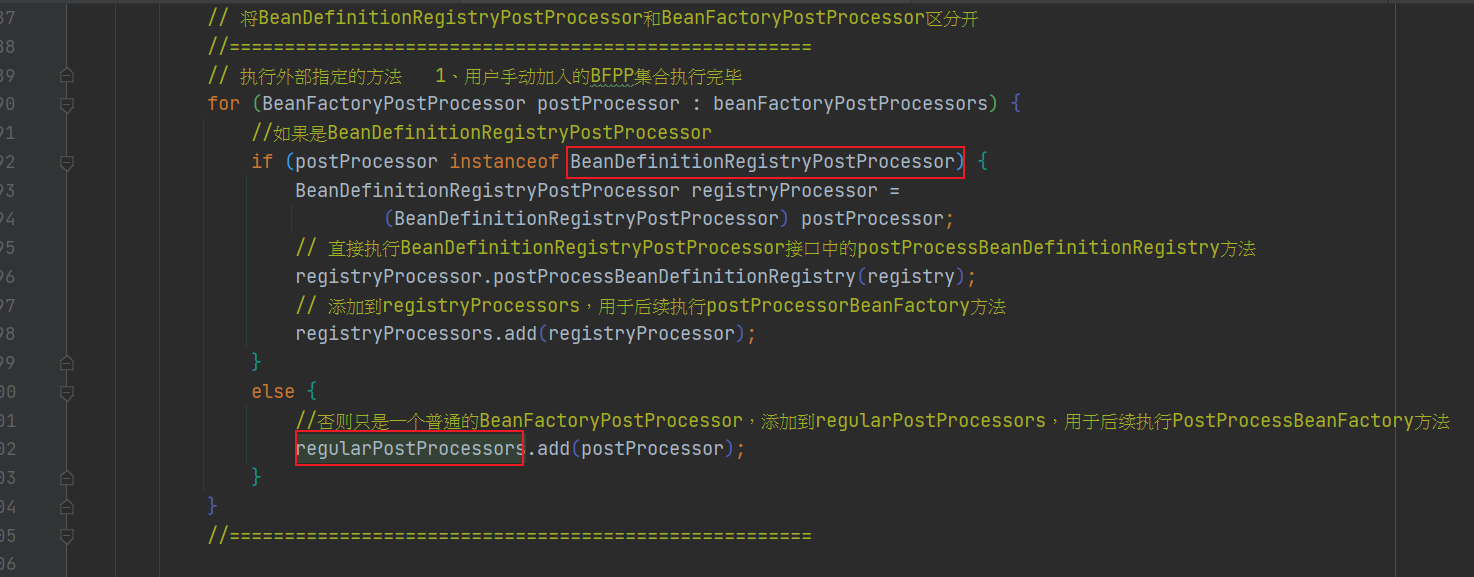 87 // 将BeanDefinitionRegistryPostProcessor和BeanFactoryPostProcessor区分开
88 //=====================================================
89 // 执行外部指定的方法   1、用户手动加入的BFPP集合执行完毕
90 for (BeanFactoryPostProcessor postProcessor : beanFactoryPostProcessors) {
91 //如果是BeanDefinitionRegistryPostProcessor
92 if (postProcessor instanceof BeanDefinitionRegistryPostProcessor) {
93 BeanDefinitionRegistryPostProcessor registryProcessor =
94 (BeanDefinitionRegistryPostProcessor) postProcessor;
95 // 直接执行BeanDefinitionRegistryPostProcessor接口中的postProcessBeanDefinitionRegistry方法
96 registryProcessor.postProcessBeanDefinitionRegistry(registry);
97 // 添加到registryProcessors，用于后续执行postProcessorBeanFactory方法
98 registryProcessors.add(registryProcessor);
99 }
00 else {
01 //否则只是一个普通的BeanFactoryPostProcessor，添加到regularPostProcessors，用于后续执行PostProcessBeanFactory方法
02 regularPostProcessors.add(postProcessor);
03 }
04 }
05 //=====================================================
06